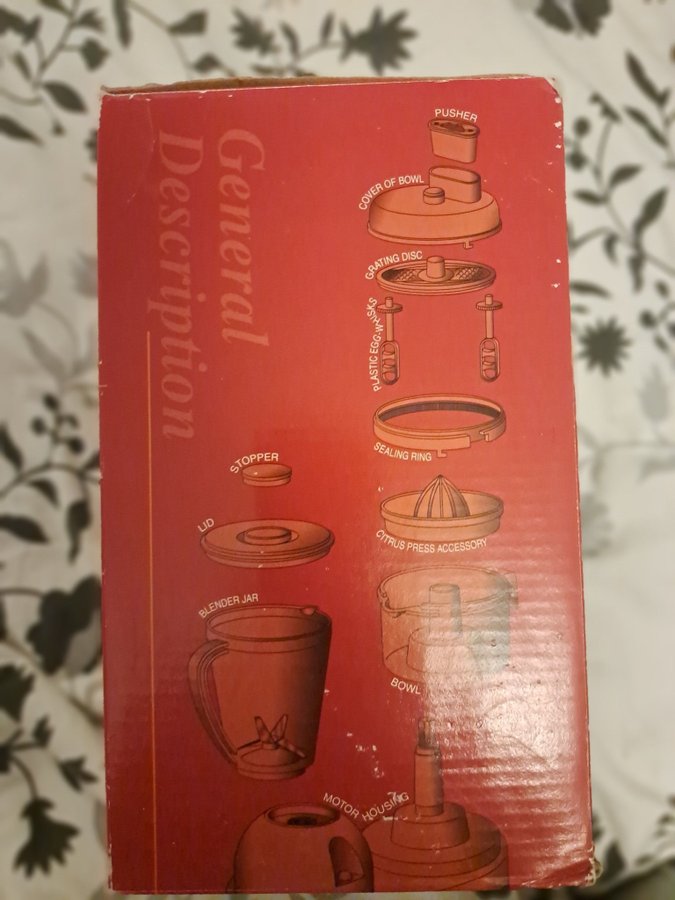 General
Description
PUSHER
COVER OF BOWL
GRATING DISC
PLASTIC EGG-WHISKS
SEALING RING
STOPPER
CITRUS PRESS ACCESSORY
LID
BLENDER JAR
BOWL
MOTOR HOUSING